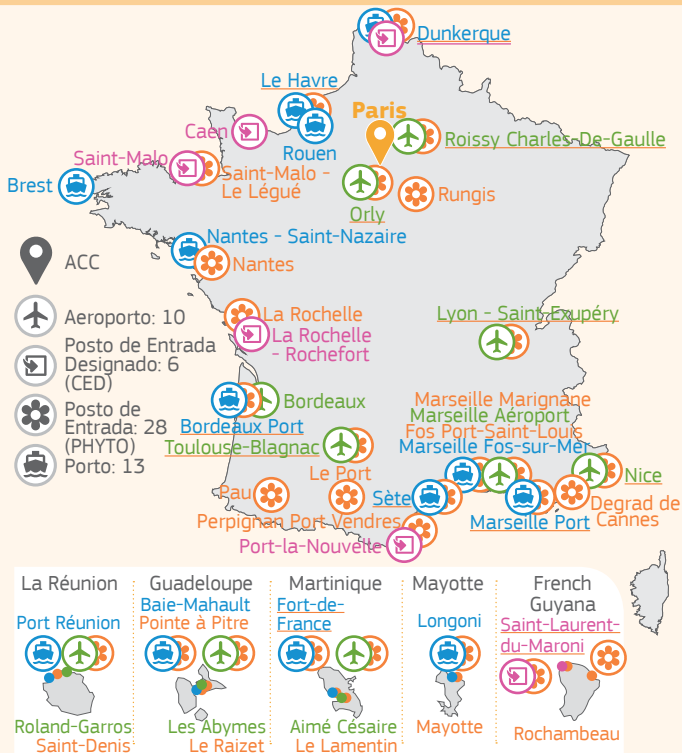 Dunkerque
Le Havre
Paris
Caen
Rouen
Roissy Charles-De-Gaulle
Saint-Malo
Saint-Malo -
Le Légué
Brest
Orly
Rungis
Nantes - Saint-Nazaire
Nantes
ACC
Aeroporto: 10
Posto de Entrada
Designado: 6
(CED)
Posto de
Entrada: 28
(PHYTO)
Porto: 13
La Rochelle
La Rochelle
- Rochefort
Lyon - Saint-Exupéry
Bordeaux
Bordeaux Port
Toulouse-Blagnac
Le Port
Marseille Marignane
Marseille Aéroport
Fos Port-Saint-Louis
Marseille Fos-sur-Mer
Nice
Pau
Sète
Degrad de
Cannes
Perpignan Port Vendres
Marseille Port
Port-la-Nouvelle
La Réunion
Port Réunion
Roland-Garros
Saint-Denis
Guadeloupe
Baie-Mahault
Pointe à Pitre
Les Abymes
Le Raizet
Martinique
Fort-de-
France
Aimé Césaire
Le Lamentin
Mayotte
Longoni
Mayotte
French
Guyana
Saint-Laurent-
du-Maroni
Rochambeau